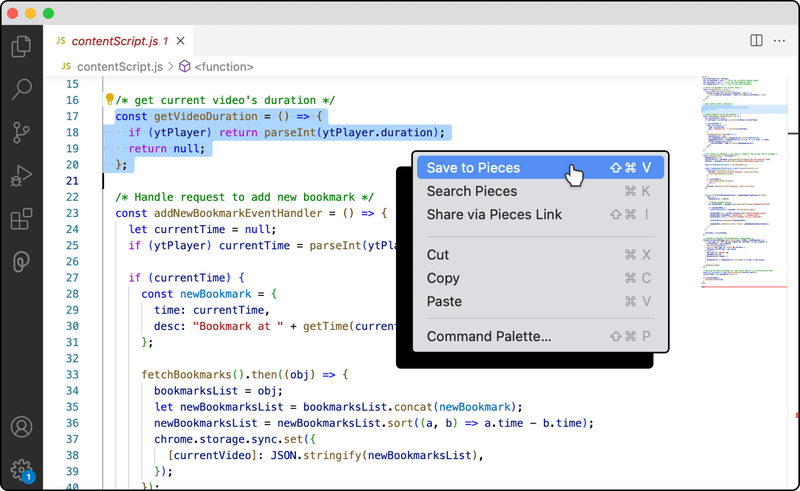 JS contentScript.js 1 ×
JS contentScript.js > <function>
15
16 /* get current video's duration */
17 const getVideoDuration = () => {
18 if (ytPlayer) return parseInt(ytPlayer.duration);
19 return null;
20 };
21
22 /* Handle request to add new bookmark */
23 const addNewBookmarkEventHandler = () => {
24 let currentTime = null;
25 if (ytPlayer) currentTime = parseInt(ytPl
26
27 if (currentTime) {
28 const newBookmark = {
29 time: currentTime,
30 desc: "Bookmark at " + getTime(current
31 };
32
33 fetchBookmarks().then((obj) => {
34 bookmarksList = obj;
35 let newBookmarksList = bookmarksList.concat(newBookmark);
36 newBookmarksList = newBookmarksList.sort((a, b) => a.time - b.time);
37 chrome.storage.sync.set({
38 [currentVideo]: JSON.stringify(newBookmarksList),
39 });
40 });
Save to Pieces ⇧⌘ V
Search Pieces ⌘ K
Share via Pieces Link ⇧⌘ I
Cut ⌘ X
Copy ⌘ C
Paste ⌘ V
Command Palette... ⇧⌘ P
1